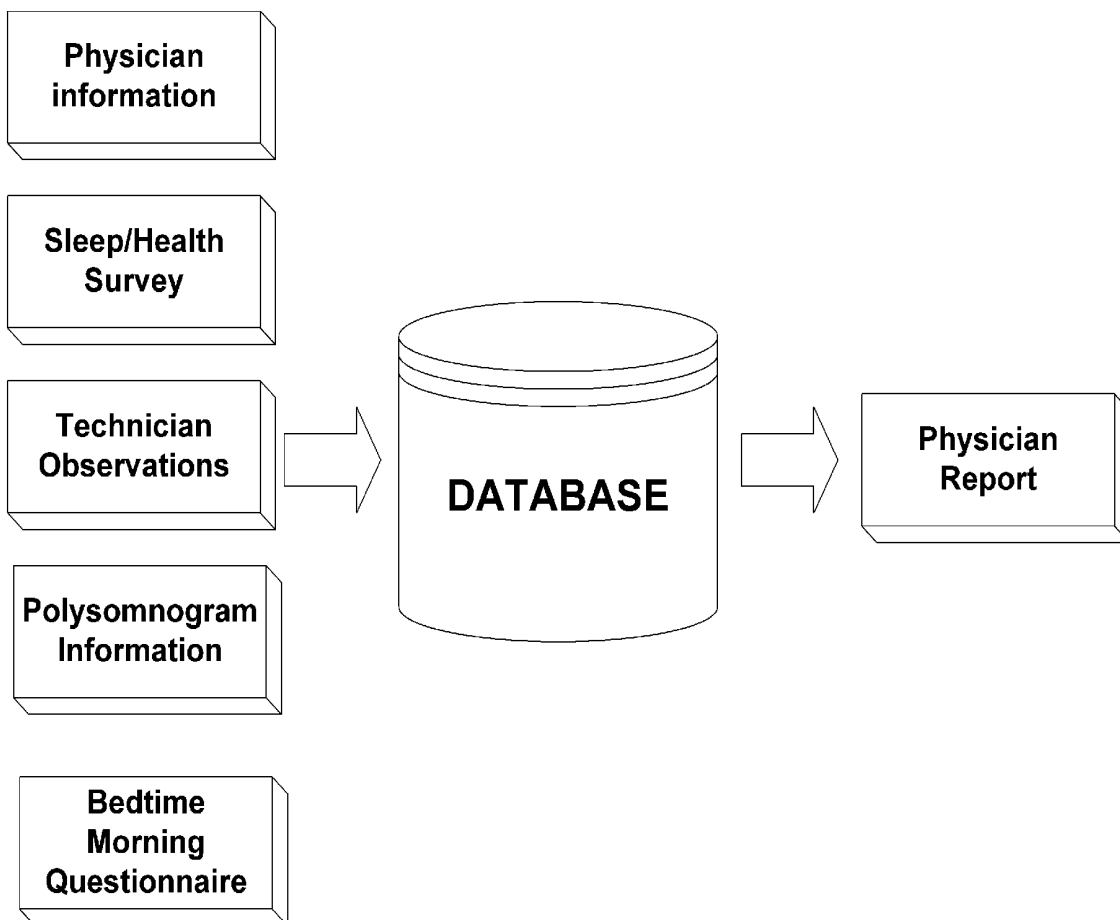 Physician
information
Sleep/Health
Survey
Technician
Observations
Polysomnogram
Information
Bedtime
Morning
Questionnaire
DATABASE
Physician
Report